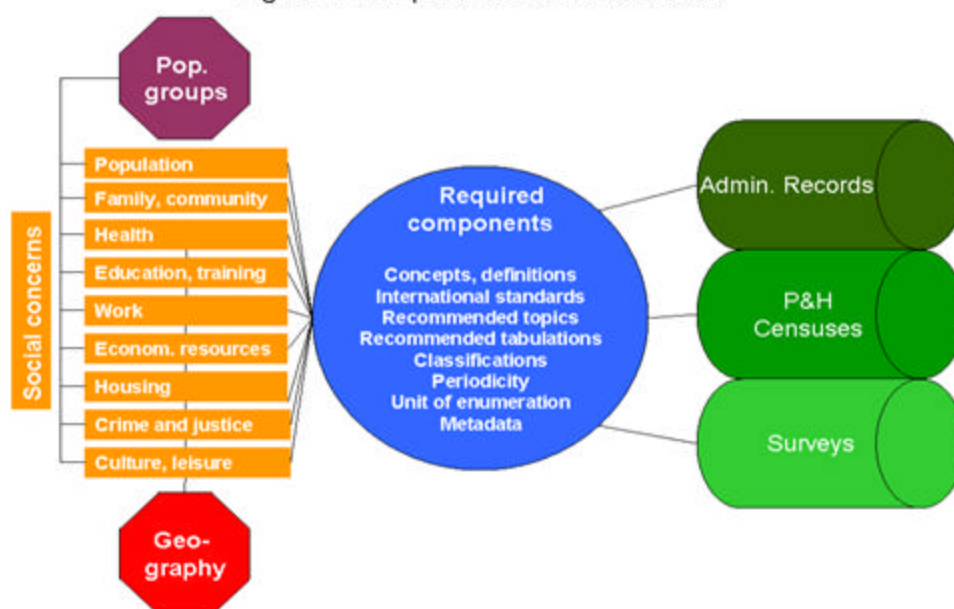 Pop.
groups
Social concerns
Population
Family, community
Health
Education, training
Work
Econom. resources
Housing
Crime and justice
Culture, leisure
Geo-
graphy
Required
components
Concepts, definitions
International standards
Recommended topics
Recommended tabulations
Classifications
Periodicity
Unit of enumeration
Metadata
Admin. Records
P&H
Censuses
Surveys